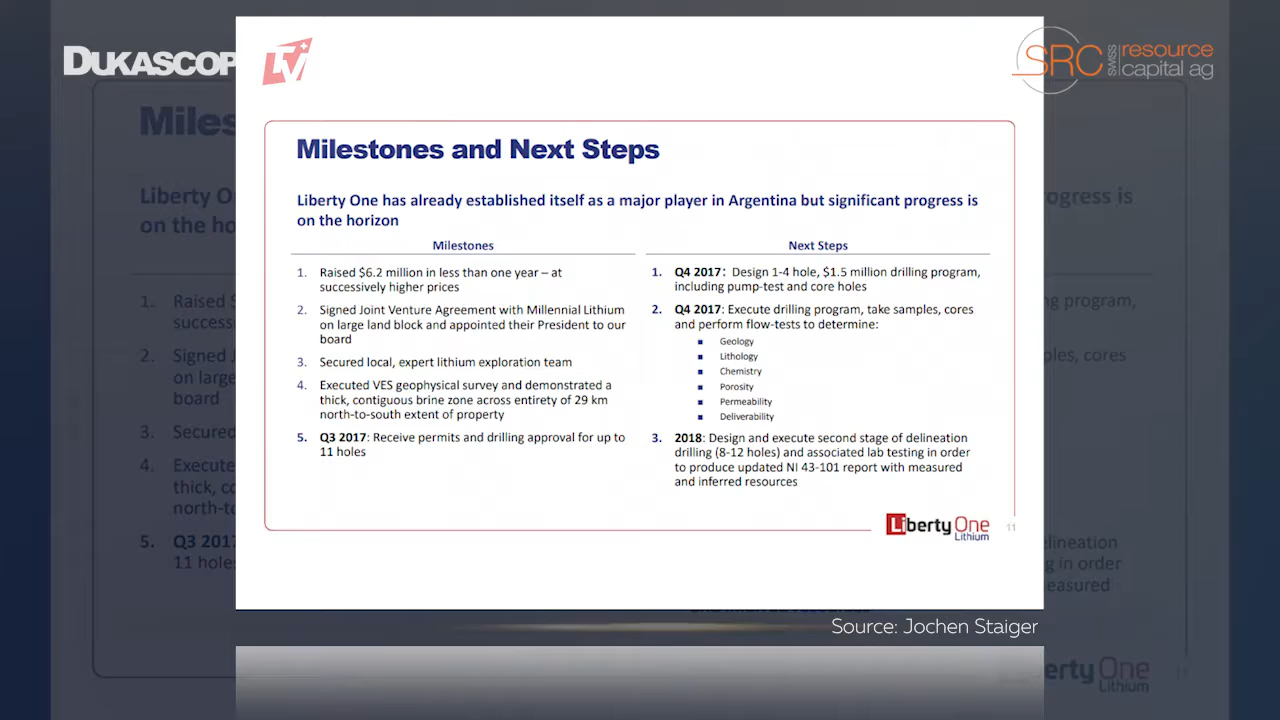 DUKASCOP
TV
SRC
SWISS
resource
capital ag
Milestones and Next Steps
Liberty One has already established itself as a major player in Argentina but significant progress is
on the horizon
Milestones
1. Raised $6.2 million in less than one year – at
successively higher prices
2. Signed Joint Venture Agreement with Millennial Lithium
on large land block and appointed their President to our
board
3. Secured local, expert lithium exploration team
4. Executed VES geophysical survey and demonstrated a
thick, contiguous brine zone across entirety of 29 km
north-to-south extent of property
5. Q3 2017: Receive permits and drilling approval for up to
11 holes
Next Steps
1. Q4 2017: Design 1-4 hole, $1.5 million drilling program,
including pump-test and core holes
2. Q4 2017: Execute drilling program, take samples, cores
and perform flow-tests to determine:
▪ Geology
▪ Lithology
▪ Chemistry
▪ Porosity
▪ Permeability
▪ Deliverability
3. 2018: Design and execute second stage of delineation
drilling (8-12 holes) and associated lab testing in order
to produce updated NI 43-101 report with measured
and inferred resources
Liberty One
Lithium
11
Source: Jochen Staiger